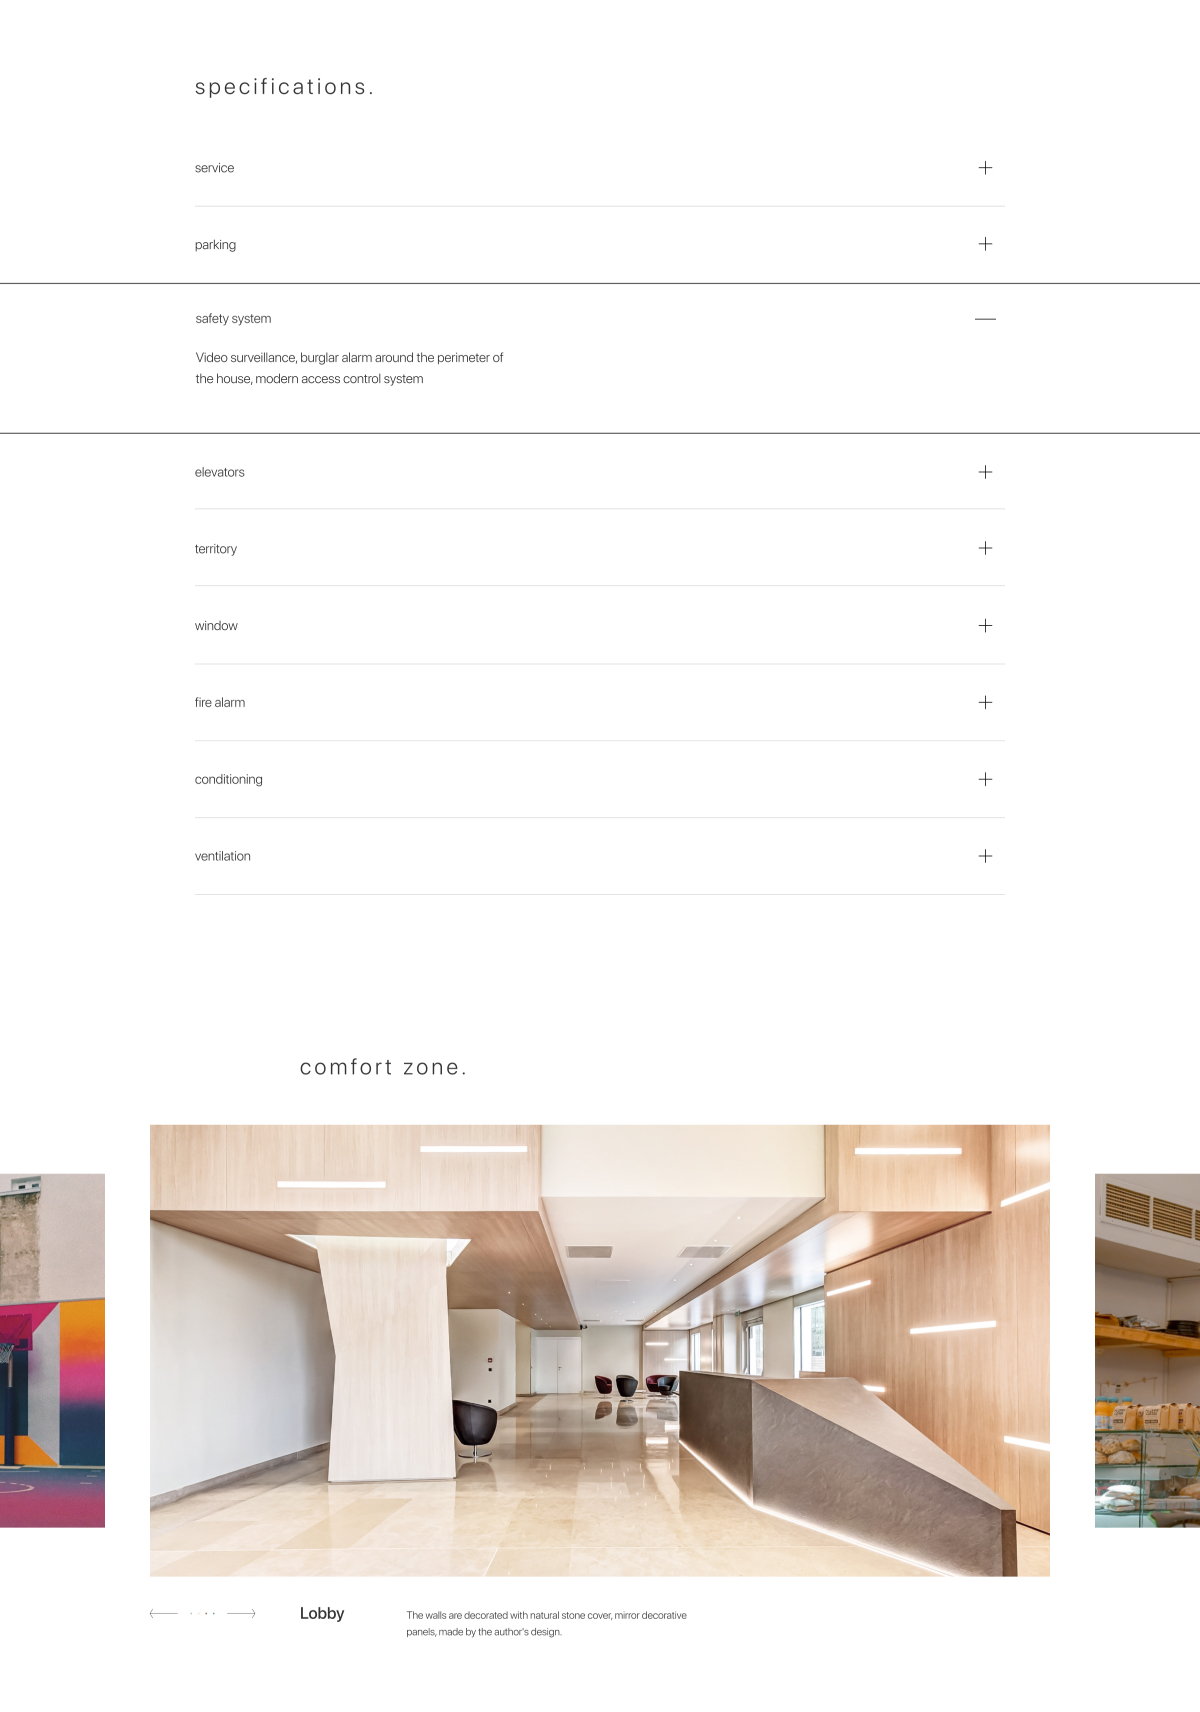 specifications.
service
parking
safety system
Video surveillance, burglar alarm around the perimeter of
the house, modern access control system
elevators
territory
window
fire alarm
conditioning
ventilation
comfort zone.
Lobby
The walls are decorated with natural stone cover, mirror decorative
panels, made by the author's design.